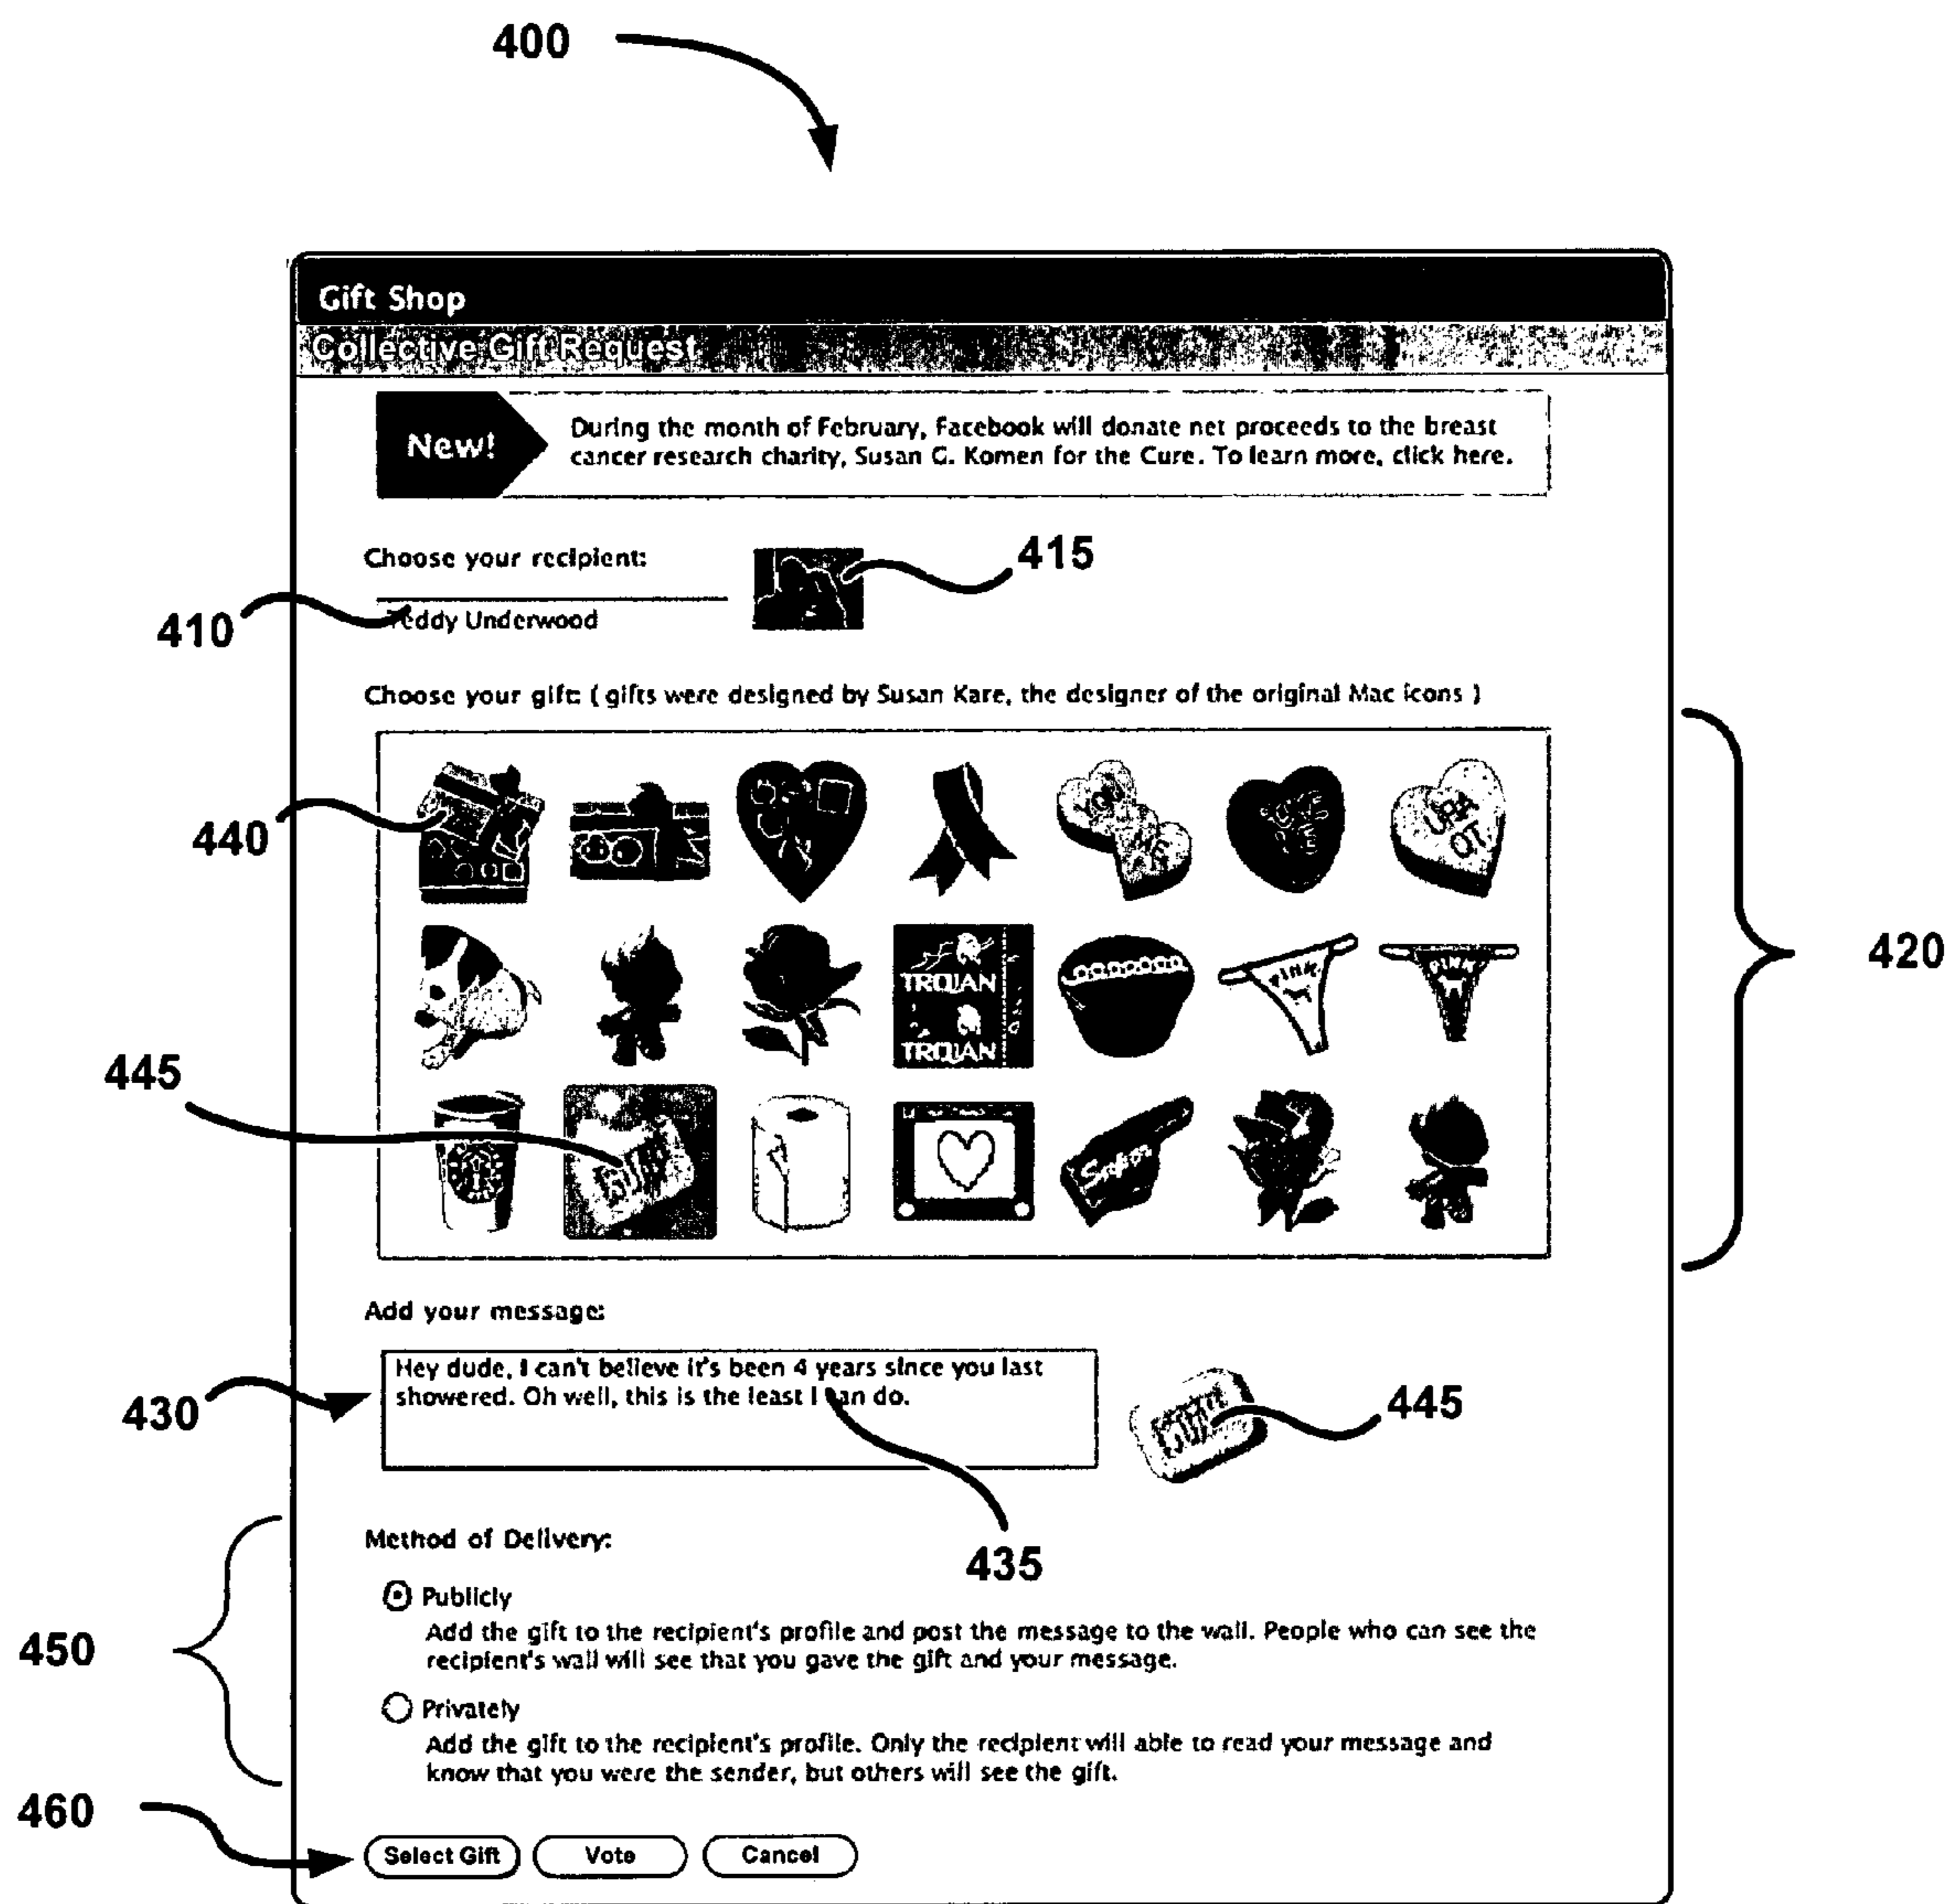 400
Gift Shop
Collective Gift Request
New!
During the month of February, Facebook will donate net proceeds to the breast
cancer research charity, Susan G. Komen for the Cure. To learn more, click here.
Choose your recipient:
415
410
Teddy Underwood
Choose your gift: ( gifts were designed by Susan Kare, the designer of the original Mac icons )
440
YOU
ME
UR A
QT
420
TROJAN
TROJAN
PINK
PINK
445
Add your message:
Hey dude, I can't believe it's been 4 years since you last
showered. Oh well, this is the least I can do.
430
445
435
Method of Delivery:
450
Publicly
Add the gift to the recipient's profile and post the message to the wall. People who can see the
recipient's wall will see that you gave the gift and your message.
Privately
Add the gift to the recipient's profile. Only the recipient will able to read your message and
know that you were the sender, but others will see the gift.
460
Select Gift
Vote
Cancel